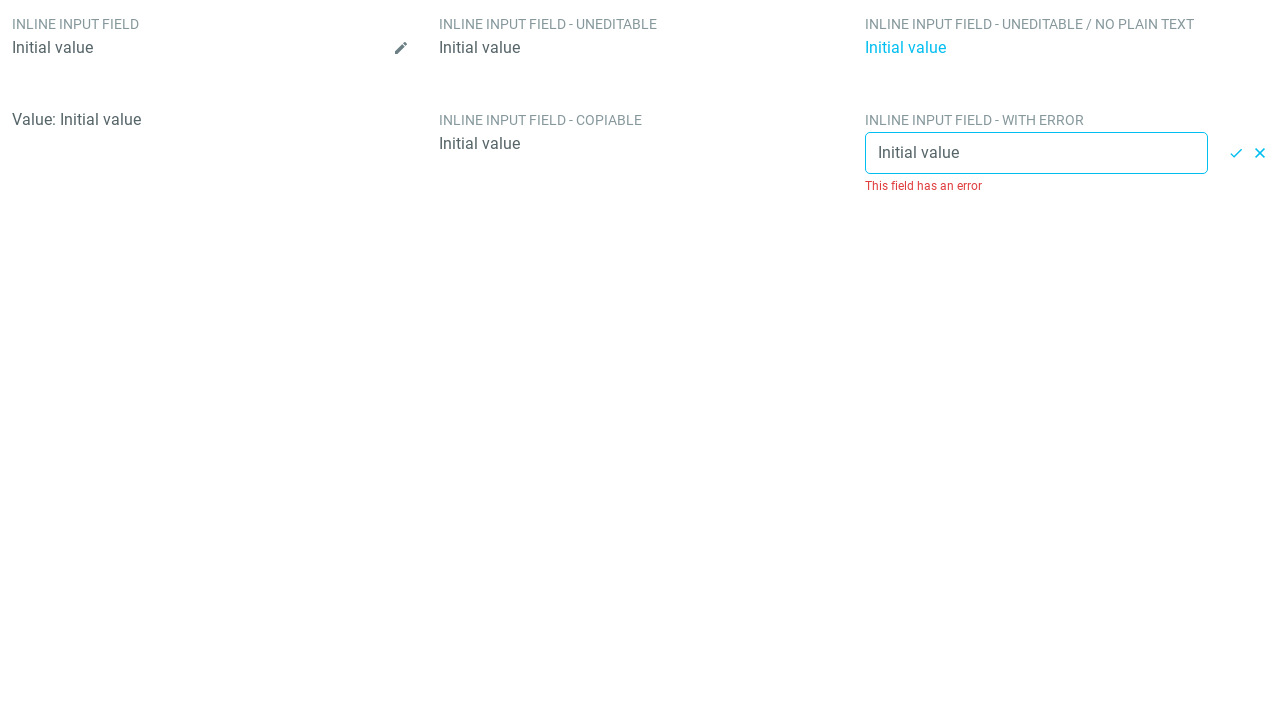 INLINE INPUT FIELD
Initial value
INLINE INPUT FIELD - UNEDITABLE
Initial value
INLINE INPUT FIELD - UNEDITABLE / NO PLAIN TEXT
Initial value
Value: Initial value
INLINE INPUT FIELD - COPIABLE
Initial value
INLINE INPUT FIELD - WITH ERROR
Initial value
This field has an error